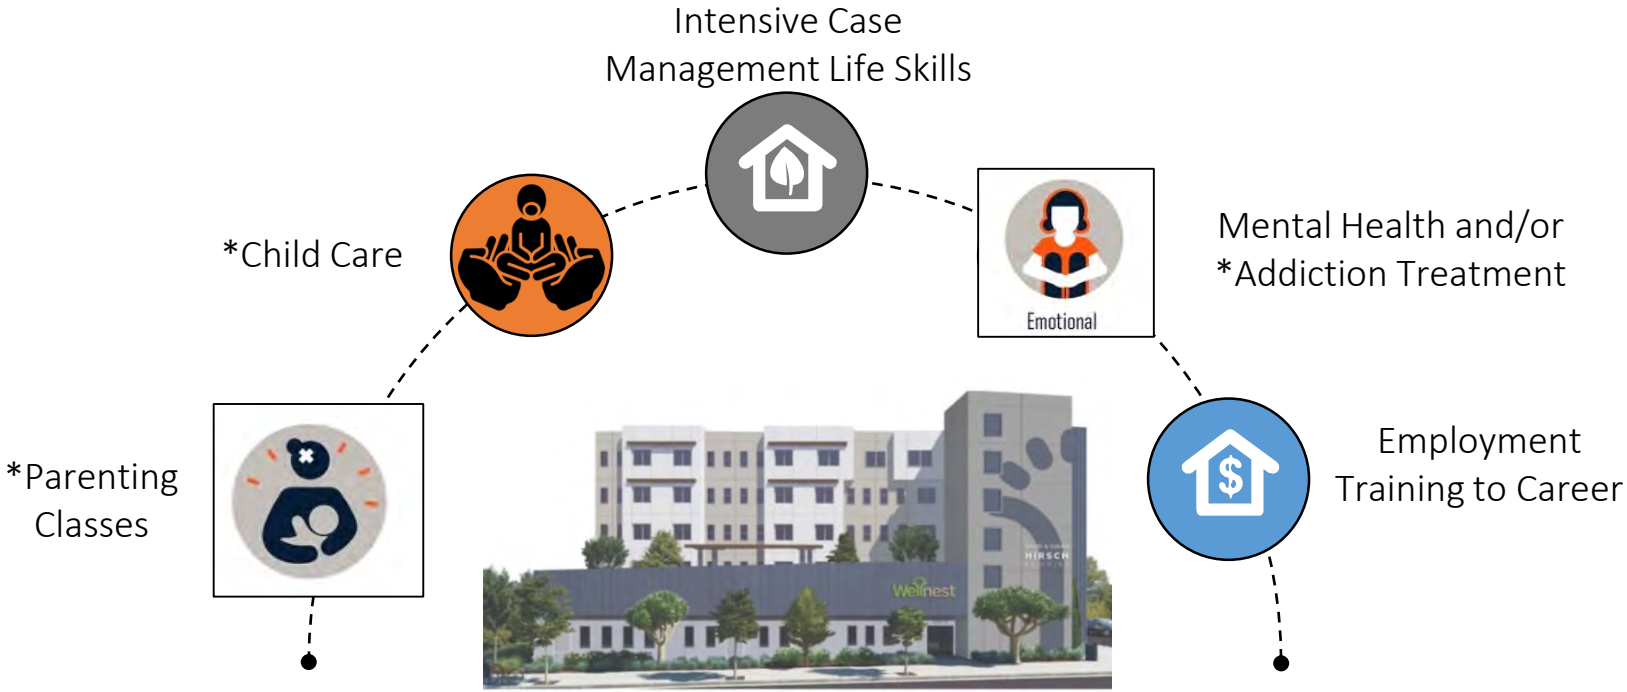 Intensive Case
Management Life Skills
*Child Care
Mental Health and/or
*Addiction Treatment
Emotional
*Parenting
Classes
$
Employment
Training to Career
HIRSCH
Wellnest